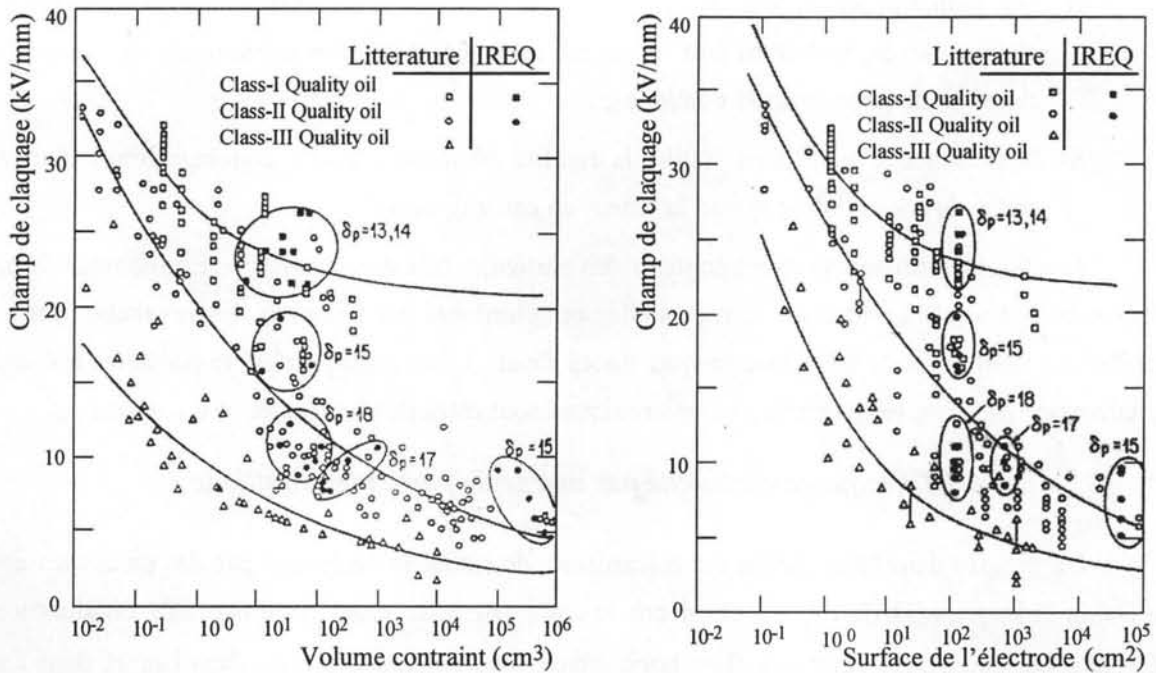 40
30
20
10
0
Champ de claquage (kV/mm)
Litterature IREQ
Class-I Quality oil
Class-II Quality oil
Class-III Quality oil
δp=13,14
δp=15
δp=18
δp=17
δp=15
10-2 10-1 100 101 102 103 104 105 106
Volume contraint (cm3)
40
30
20
10
0
Champ de claquage (kV/mm)
Litterature IREQ
Class-I Quality oil
Class-II Quality oil
Class-III Quality oil
δp=13,14
δp=15
δp=18
δp=17
δp=15
10-2 10-1 10 0 101 102 103 104 105
Surface de l'électrode (cm2)